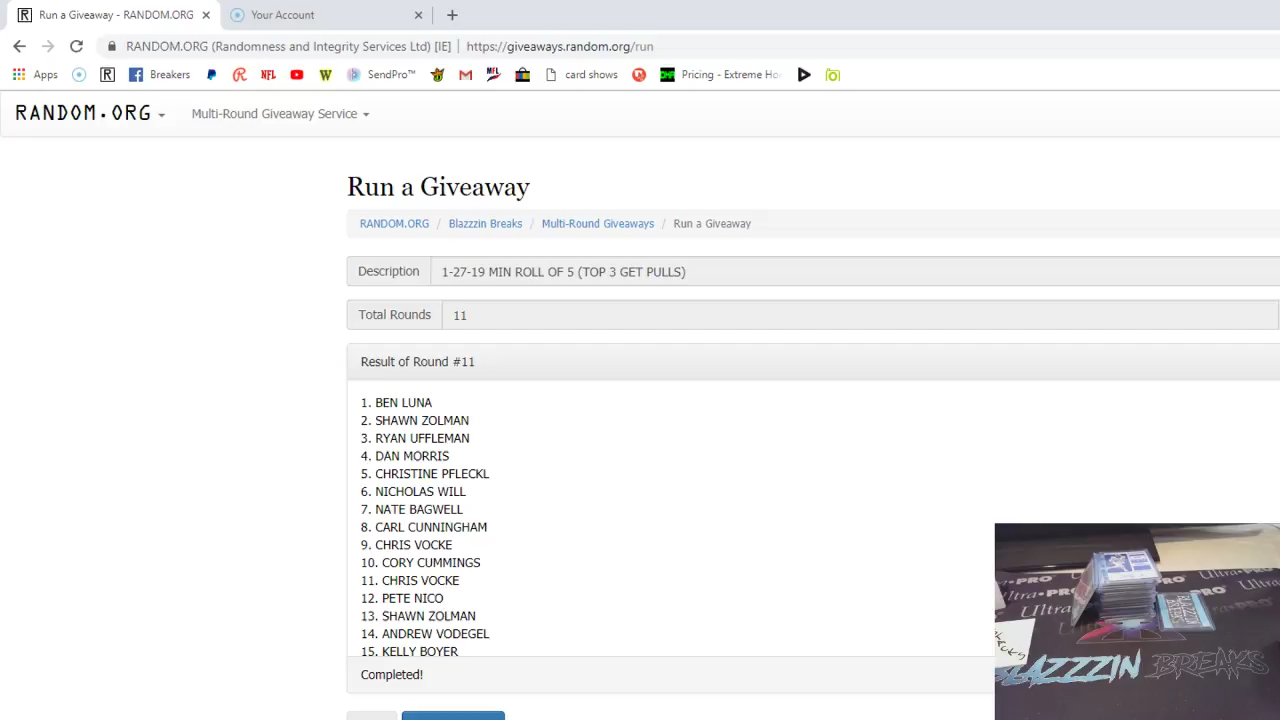 Run a Giveaway - RANDOM.ORG
Your Account
RANDOM.ORG (Randomness and Integrity Services Ltd) [IE]
https://giveaways.random.org/run
Apps
Breakers
SendPro™
card shows
Pricing - Extreme Ho
RANDOM.ORG
Multi-Round Giveaway Service
Run a Giveaway
RANDOM.ORG / Blazzzin Breaks / Multi-Round Giveaways / Run a Giveaway
Description 1-27-19 MIN ROLL OF 5 (TOP 3 GET PULLS)
Total Rounds 11
Result of Round #11
1. BEN LUNA
2. SHAWN ZOLMAN
3. RYAN UFFLEMAN
4. DAN MORRIS
5. CHRISTINE PFLECKL
6. NICHOLAS WILL
7. NATE BAGWELL
8. CARL CUNNINGHAM
9. CHRIS VOCKE
10. CORY CUMMINGS
11. CHRIS VOCKE
12. PETE NICO
13. SHAWN ZOLMAN
14. ANDREW VODEGEL
15. KELLY BOYER
Completed!
Ultra PRO
LAZZZIN BREAKS